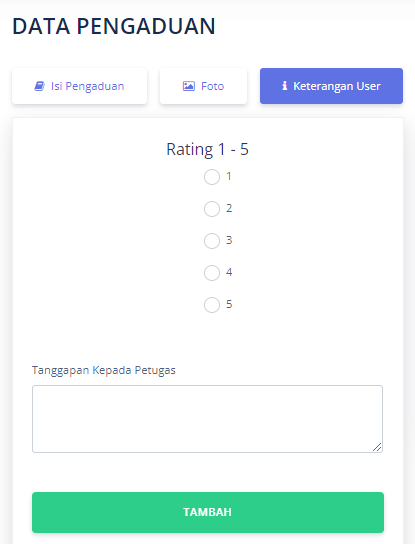 DATA PENGADUAN
Isi Pengaduan Foto Keterangan User
Rating 1 - 5
1
2
3
4
5
Tanggapan Kepada Petugas
TAMBAH